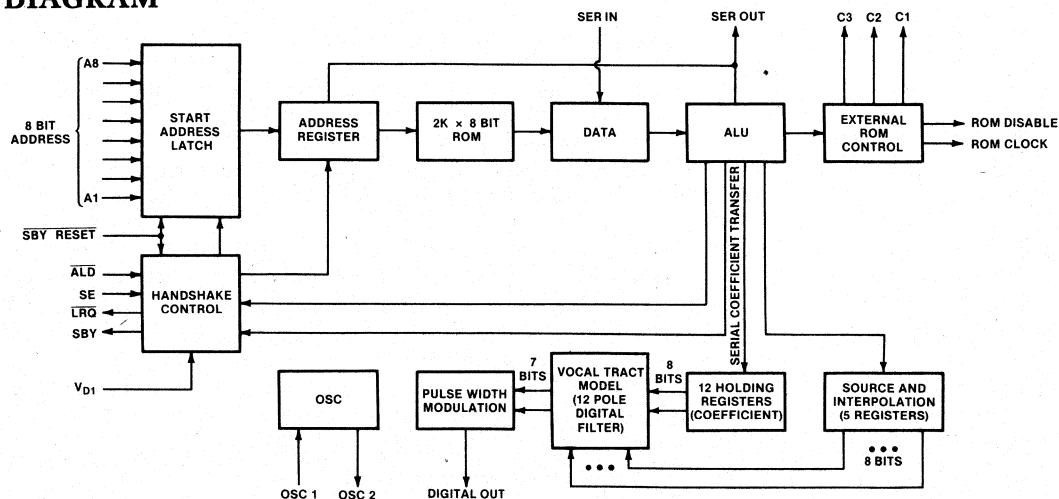 DIAGRAM
SER IN
SER OUT
C3
C2
C1
A8
8 BIT
ADDRESS
A1
START
ADDRESS
LATCH
ADDRESS
REGISTER
2K × 8 BIT
ROM
DATA
ALU
EXTERNAL
ROM
CONTROL
ROM DISABLE
ROM CLOCK
SBY RESET
ALD
SE
LRQ
SBY
HANDSHAKE
CONTROL
VD1
SERIAL COEFFICIENT TRANSFER
OSC
OSC 1
OSC 2
PULSE WIDTH
MODULATION
DIGITAL OUT
7
BITS
VOCAL TRACT
MODEL
(12 POLE
DIGITAL
FILTER)
8
BITS
12 HOLDING
REGISTERS
(COEFFICIENT)
SOURCE AND
INTERPOLATION
(5 REGISTERS)
8 BITS